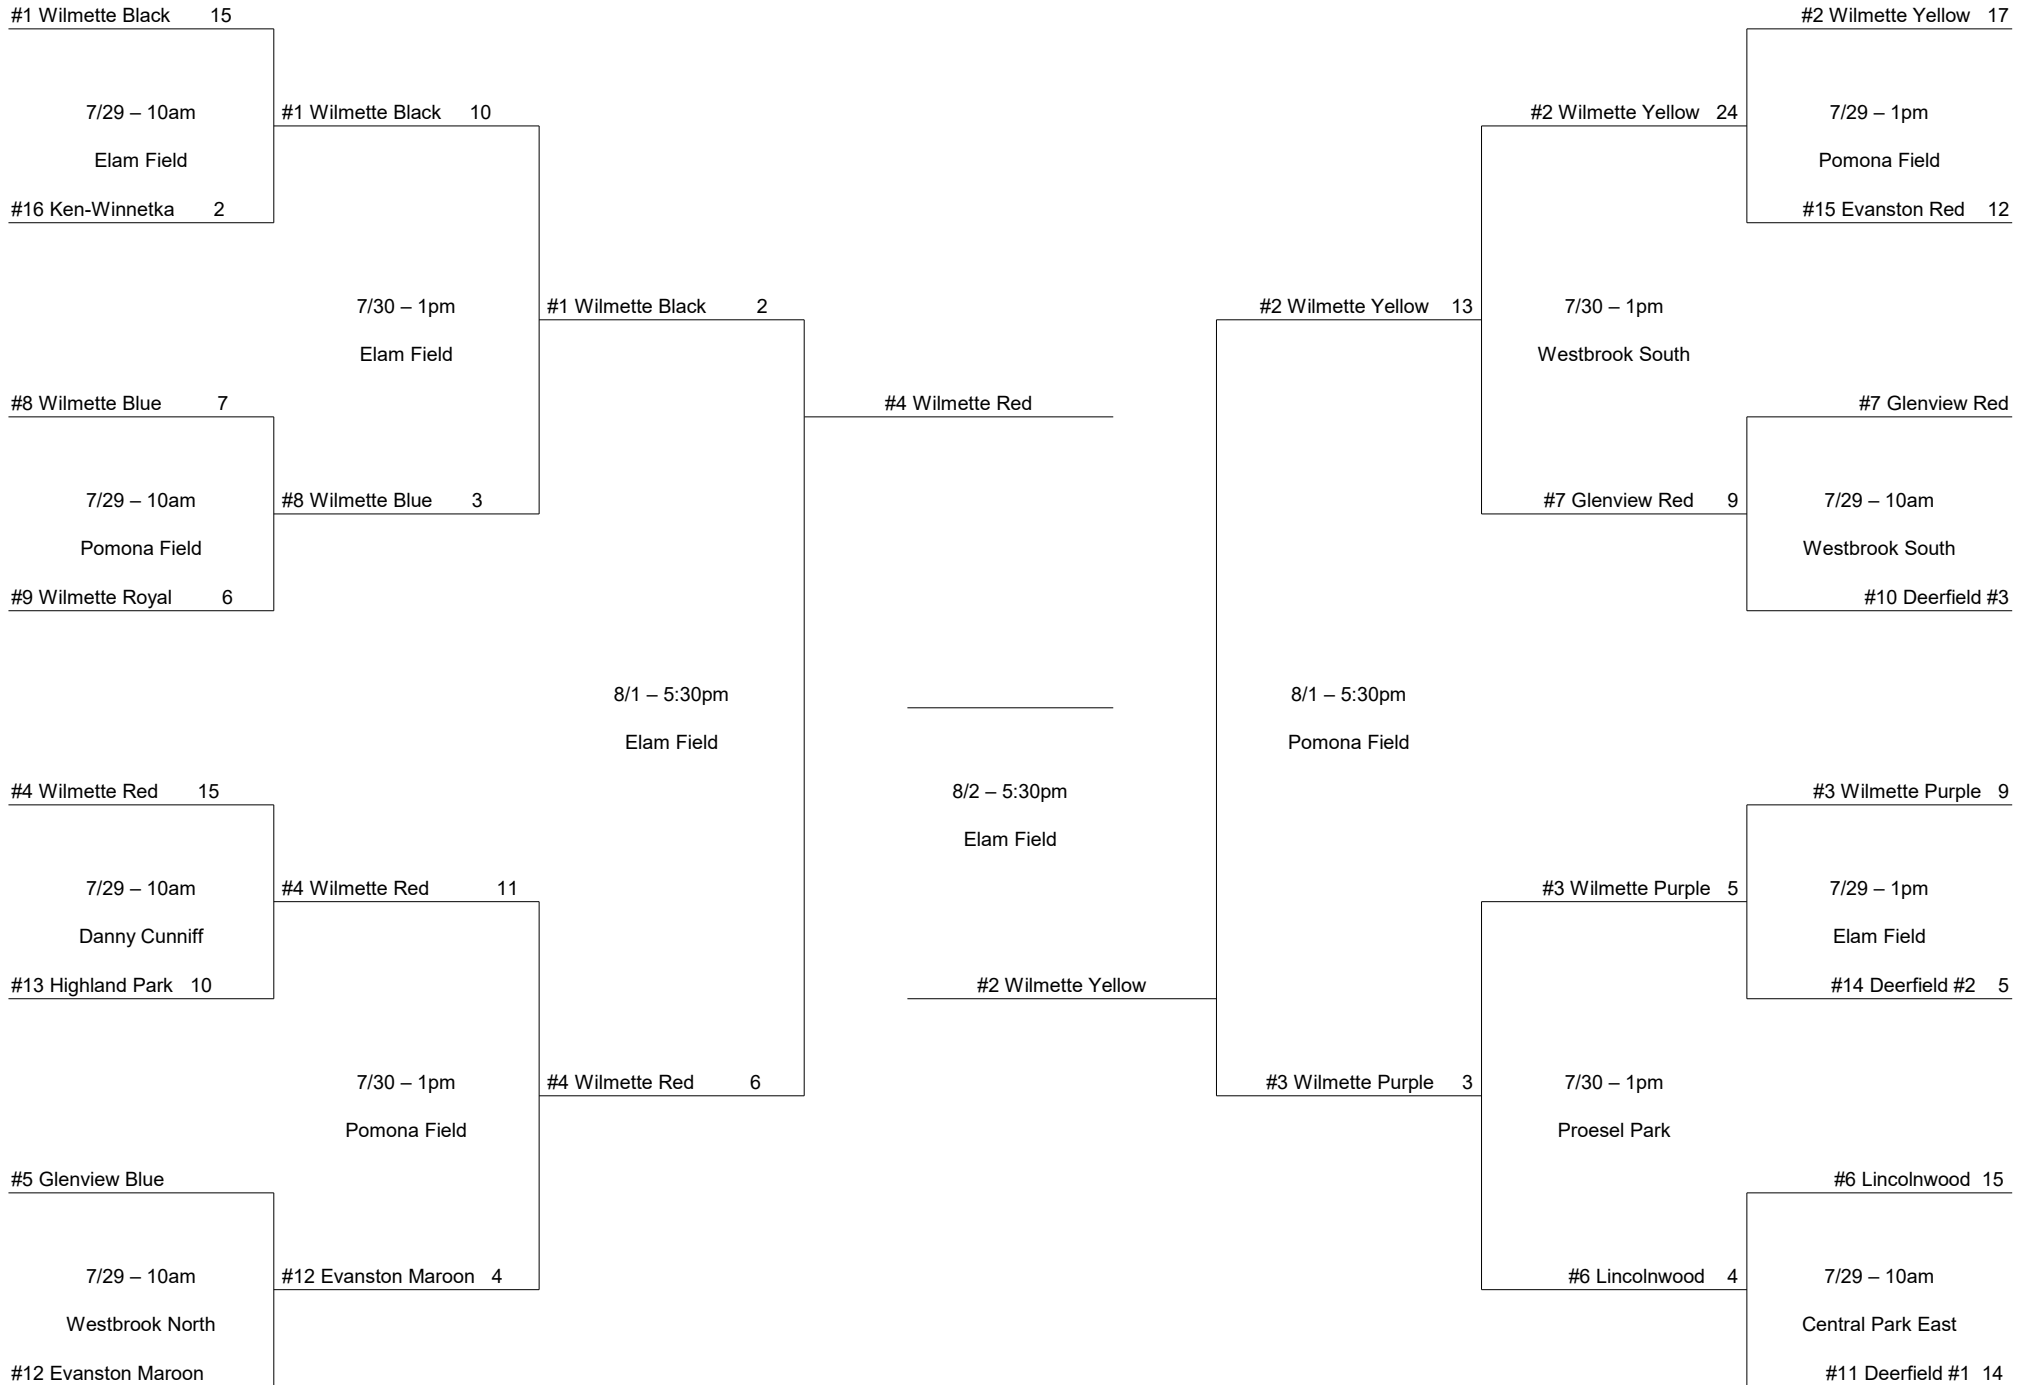 #1 Wilmette Black 15
#2 Wilmette Yellow 17
7/29 – 10am
#1 Wilmette Black 10
#2 Wilmette Yellow 24
7/29 – 1pm
Elam Field
Pomona Field
#16 Ken-Winnetka 2
#15 Evanston Red 12
7/30 – 1pm
#1 Wilmette Black 2
#2 Wilmette Yellow 13
7/30 – 1pm
Elam Field
Westbrook South
#8 Wilmette Blue 7
#4 Wilmette Red
#7 Glenview Red
7/29 – 10am
#8 Wilmette Blue 3
#7 Glenview Red 9
7/29 – 10am
Pomona Field
Westbrook South
#9 Wilmette Royal 6
#10 Deerfield #3
8/1 – 5:30pm
8/1 – 5:30pm
Elam Field
Pomona Field
#4 Wilmette Red 15
8/2 – 5:30pm
#3 Wilmette Purple 9
Elam Field
7/29 – 10am
#4 Wilmette Red 11
#3 Wilmette Purple 5
7/29 – 1pm
Danny Cunniff
Elam Field
#13 Highland Park 10
#2 Wilmette Yellow
#14 Deerfield #2 5
7/30 – 1pm
#4 Wilmette Red 6
#3 Wilmette Purple 3
7/30 – 1pm
Pomona Field
Proesel Park
#5 Glenview Blue
#6 Lincolnwood 15
7/29 – 10am
#12 Evanston Maroon 4
#6 Lincolnwood 4
7/29 – 10am
Westbrook North
Central Park East
#12 Evanston Maroon
#11 Deerfield #1 14